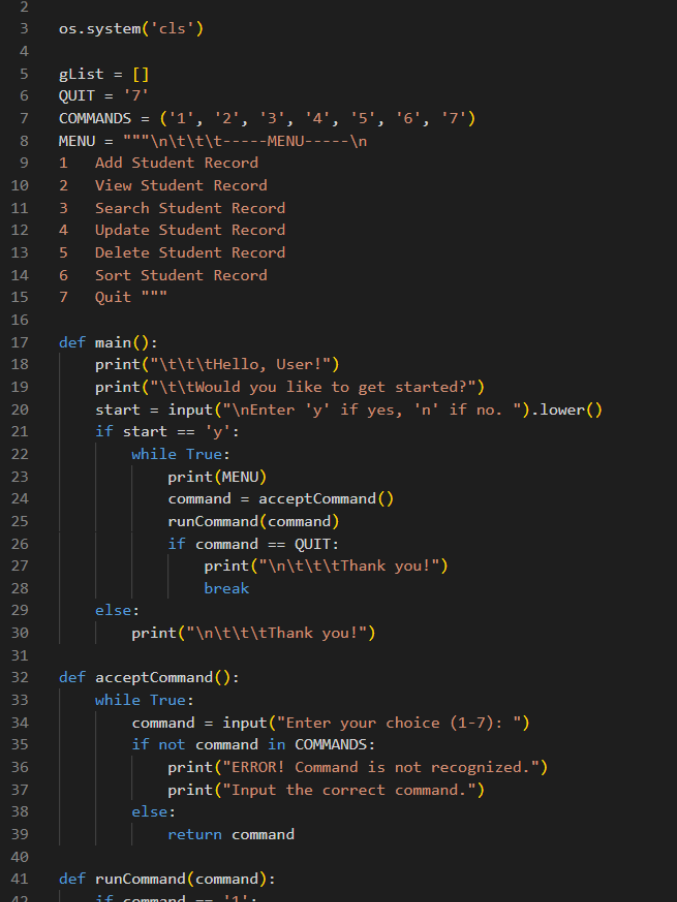 2
3 os.system('cls')
4
5 gList = []
6 QUIT = '7'
7 COMMANDS = ('1', '2', '3', '4', '5', '6', '7')
8 MENU = """\n\t\t\t-----MENU-----\n
9 1   Add Student Record
10 2   View Student Record
11 3   Search Student Record
12 4   Update Student Record
13 5   Delete Student Record
14 6   Sort Student Record
15 7   Quit """
16
17 def main():
18     print("\t\t\tHello, User!")
19     print("\t\tWould you like to get started?")
20     start = input("\nEnter 'y' if yes, 'n' if no. ").lower()
21     if start == 'y':
22         while True:
23             print(MENU)
24             command = acceptCommand()
25             runCommand(command)
26             if command == QUIT:
27                 print("\n\t\t\tThank you!")
28                 break
29     else:
30         print("\n\t\t\tThank you!")
31
32 def acceptCommand():
33     while True:
34         command = input("Enter your choice (1-7): ")
35         if not command in COMMANDS:
36             print("ERROR! Command is not recognized.")
37             print("Input the correct command.")
38         else:
39             return command
40
41 def runCommand(command):
42     if command == '1':